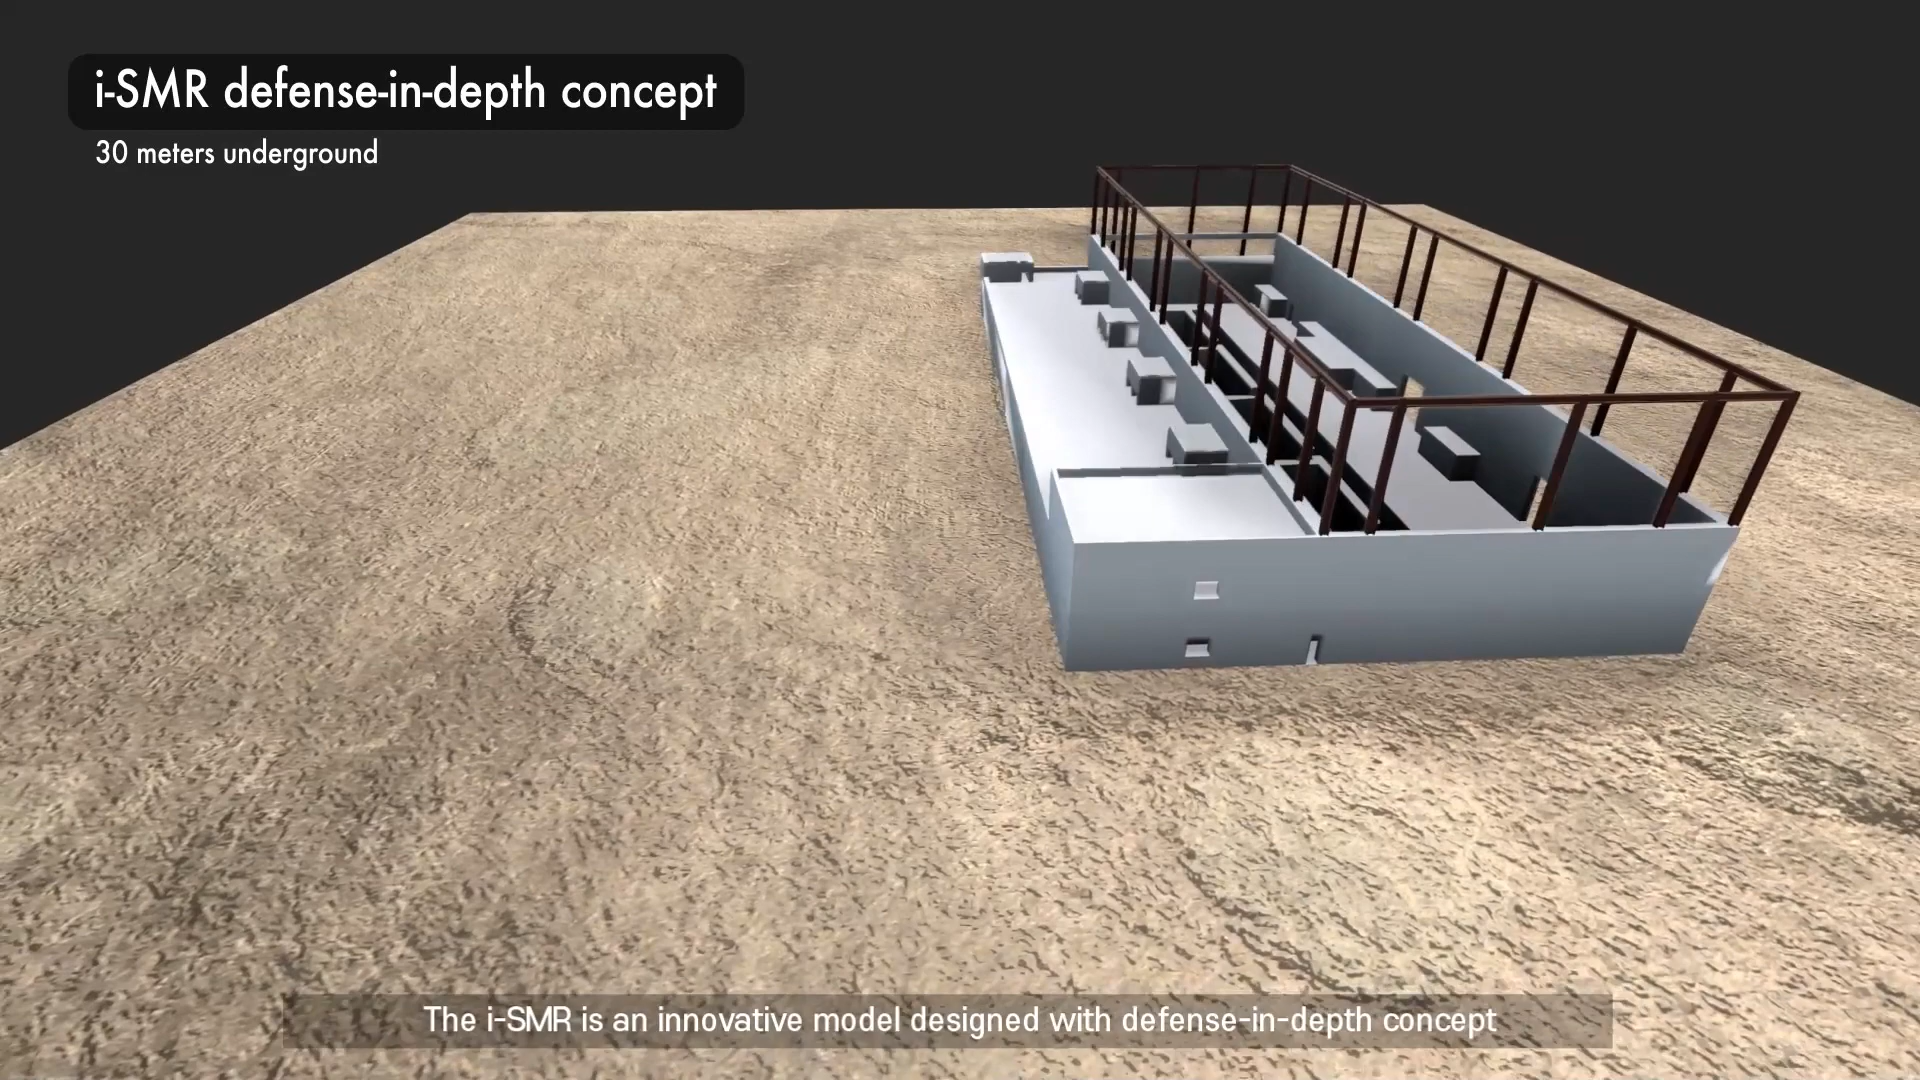 i-SMR defense-in-depth concept
30 meters underground
The i-SMR is an innovative model designed with defense-in-depth concept